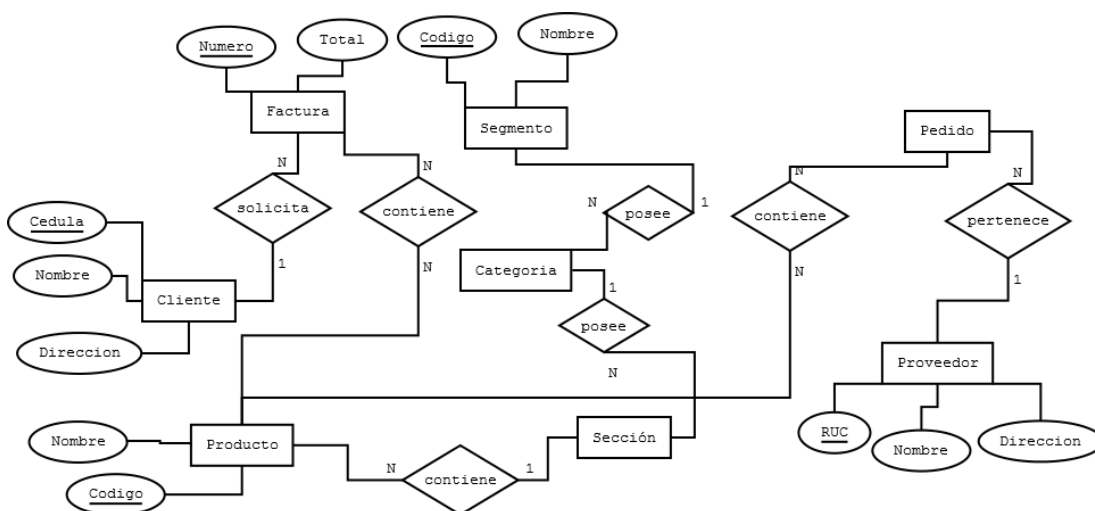 Numero
Total
Codigo
Nombre
Factura
Segmento
Pedido
N
N
N
N
1
N
solicita
contiene
posee
contiene
pertenece
Cedula
1
N
Categoria
N
1
Nombre
Cliente
1
posee
Direccion
N
Proveedor
Nombre
Producto
N
1
Sección
RUC
Nombre
Direccion
Codigo
contiene